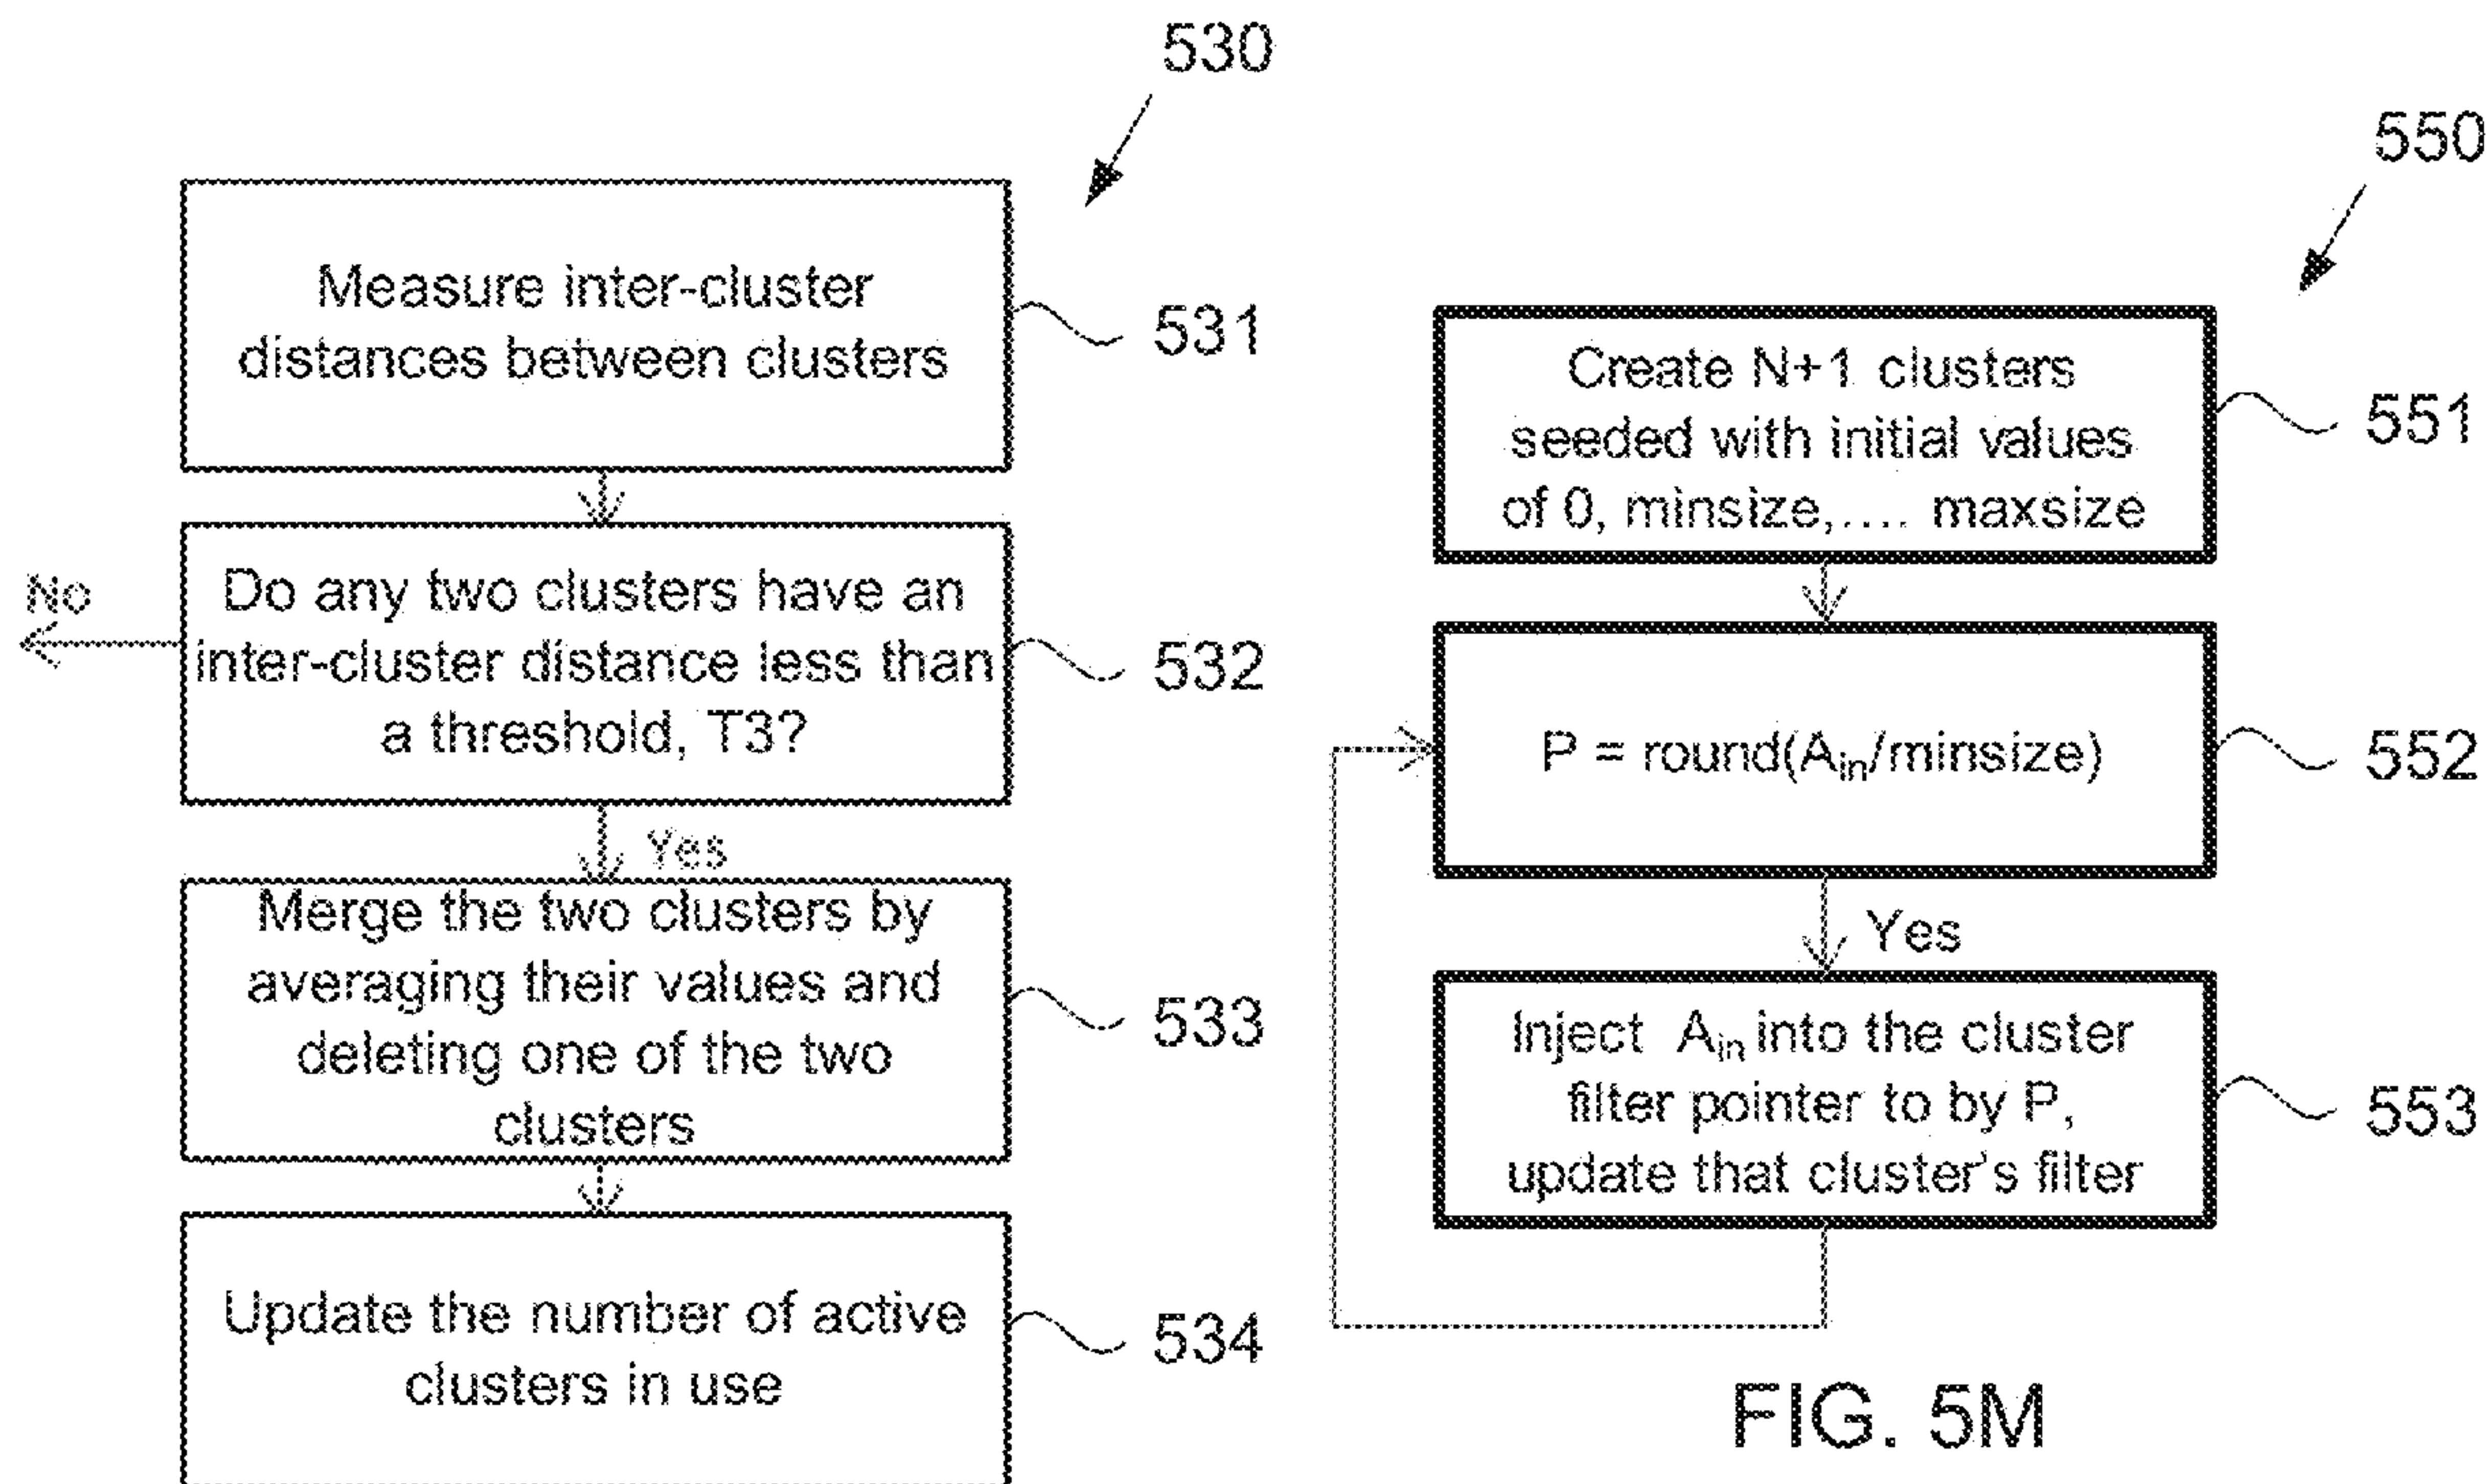 530
Measure inter-cluster
distances between clusters
531
No
Do any two clusters have an
inter-cluster distance less than
a threshold, T3?
532
Yes
Merge the two clusters by
averaging their values and
deleting one of the two
clusters
533
Update the number of active
clusters in use
534
550
Create N+1 clusters
seeded with initial values
of 0, minsize,.... maxsize
551
P = round(Ain/minsize)
552
Yes
Inject Ain into the cluster
filter pointer to by P,
update that cluster's filter
553
FIG. 5M